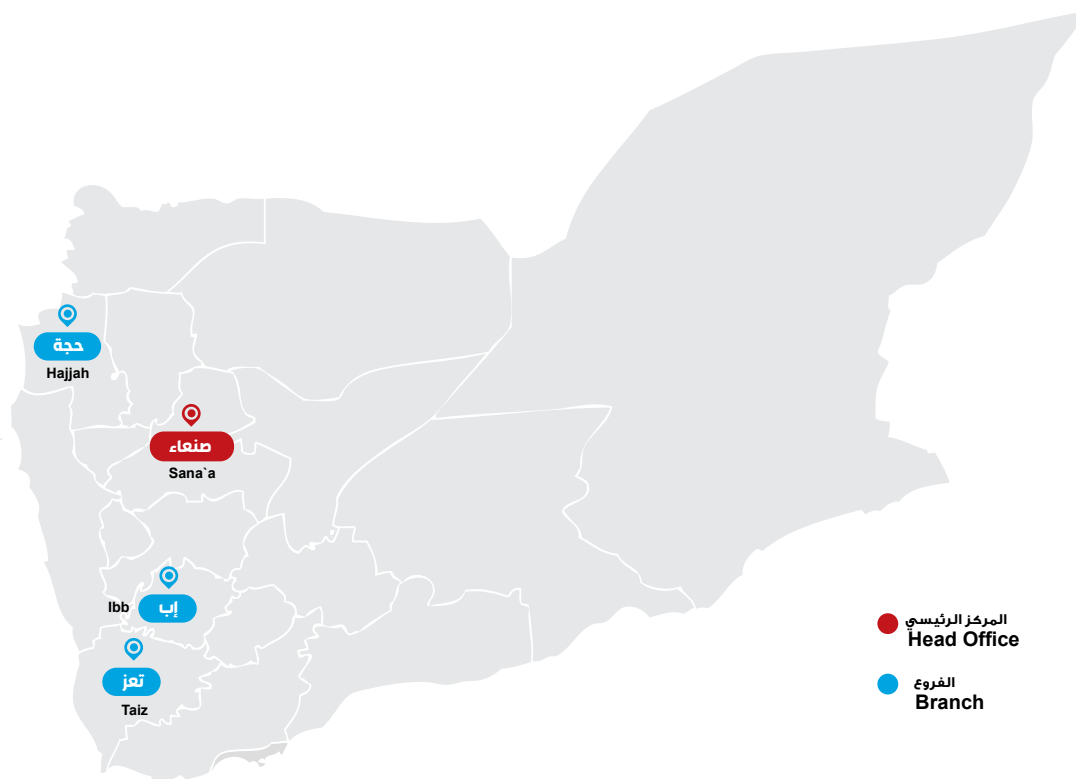 حجة
Hajjah
صنعاء
Sana`a
إب
Ibb
تعز
Taiz
المركز الرئيسي
Head Office
الفروع
Branch